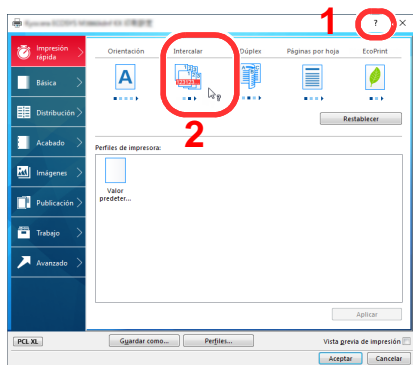 1
?
Impresión
rápida
Básica
Distribución
Acabado
Imágenes
Publicación
Trabajo
Avanzado
Orientación Intercalar Dúplex Páginas por hoja EcoPrint
A
123123
2
Restablecer
Perfiles de impresora:
Valor
predeter...
Aplicar
PCL XL Guardar como... Perfiles... Vista previa de impresión
Aceptar Cancelar